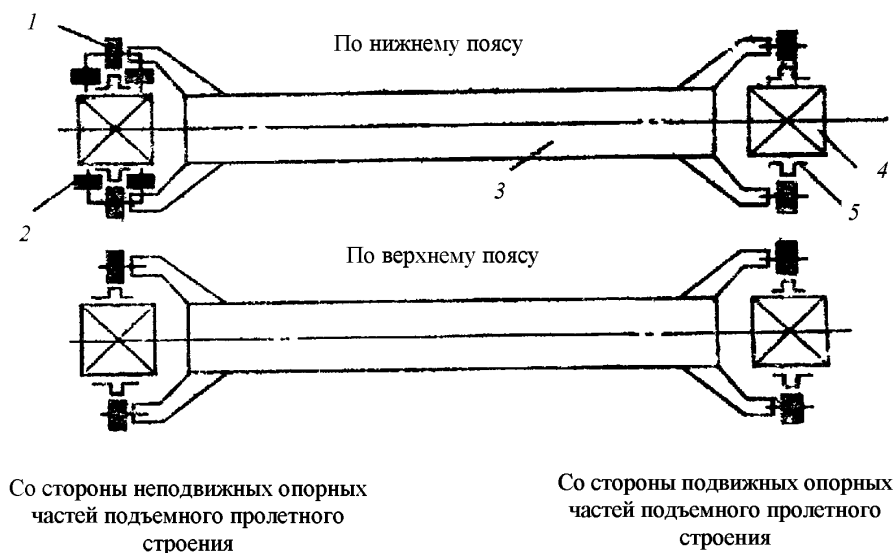 1
По нижнему поясу
4
3
5
2
По верхнему поясу
Со стороны неподвижных опорных
частей подъемного пролетного
строения
Со стороны подвижных опорных
частей подъемного пролетного
строения